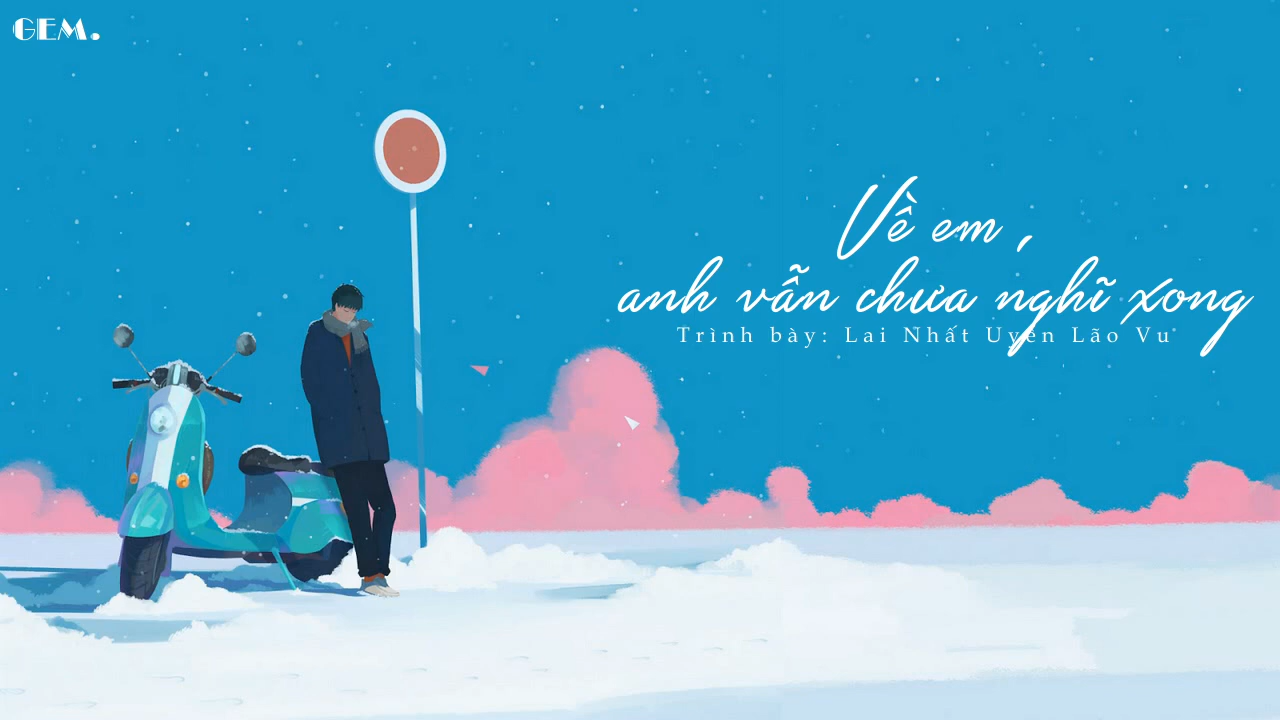 GEM.
Về em ,
anh vẫn chưa nghĩ xong
Trình bày: Lai Nhất Uyên Lão Vu